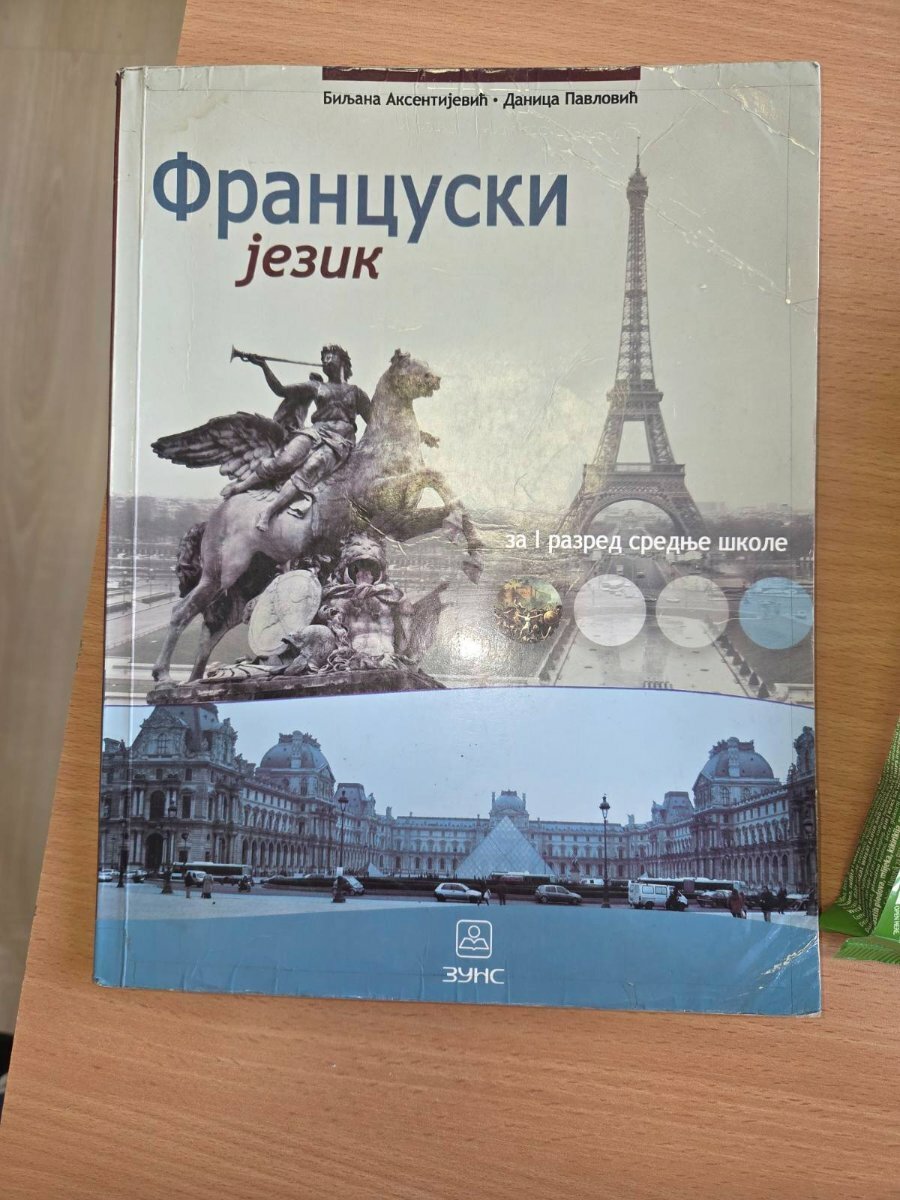 Биљана Аксентијевић • Даница Павловић
Француски
језик
за I разред средње школе
ЗУНС